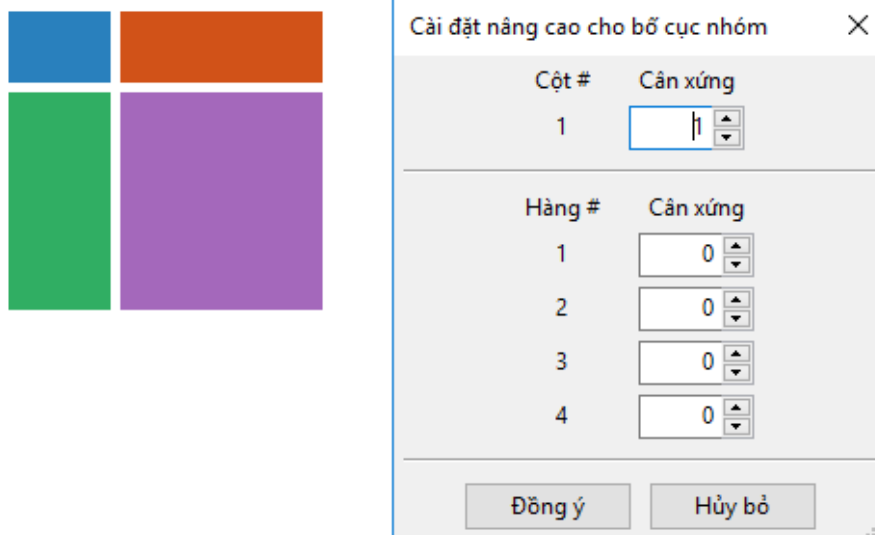 Cài đặt nâng cao cho bố cục nhóm
Cột # Cân xứng
1 1
Hàng # Cân xứng
1 0
2 0
3 0
4 0
Đồng ý Hủy bỏ